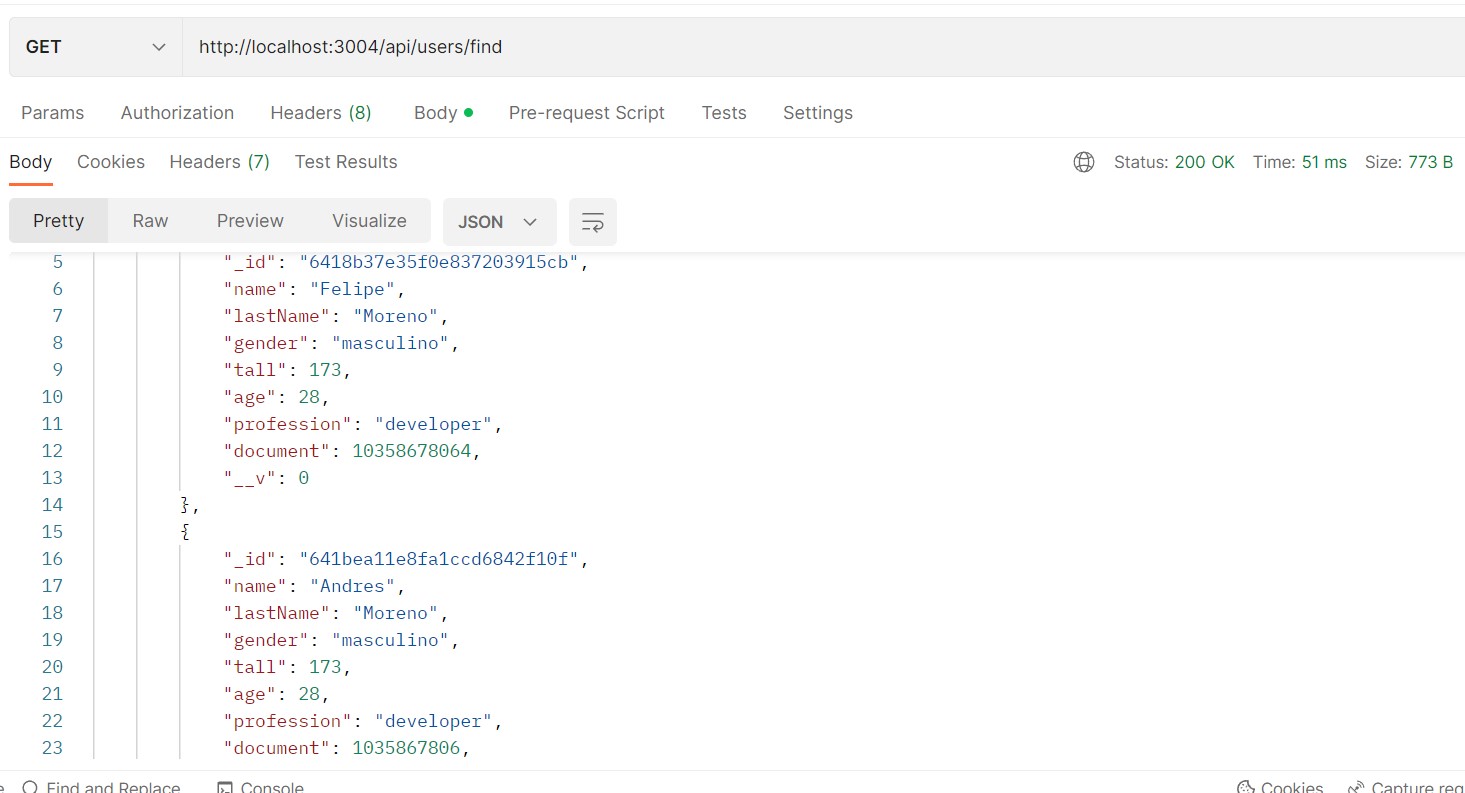 GET http://localhost:3004/api/users/find
Params Authorization Headers (8) Body Pre-request Script Tests Settings
Body Cookies Headers (7) Test Results Status: 200 OK Time: 51 ms Size: 773 B
Pretty Raw Preview Visualize JSON
5 "_id": "6418b37e35f0e837203915cb",
6 "name": "Felipe",
7 "lastName": "Moreno",
8 "gender": "masculino",
9 "tall": 173,
10 "age": 28,
11 "profession": "developer",
12 "document": 10358678064,
13 "__v": 0
14 },
15 {
16 "_id": "641bea11e8fa1ccd6842f10f",
17 "name": "Andres",
18 "lastName": "Moreno",
19 "gender": "masculino",
20 "tall": 173,
21 "age": 28,
22 "profession": "developer",
23 "document": 1035867806,
e Find and Replace Console Cookies Capture req